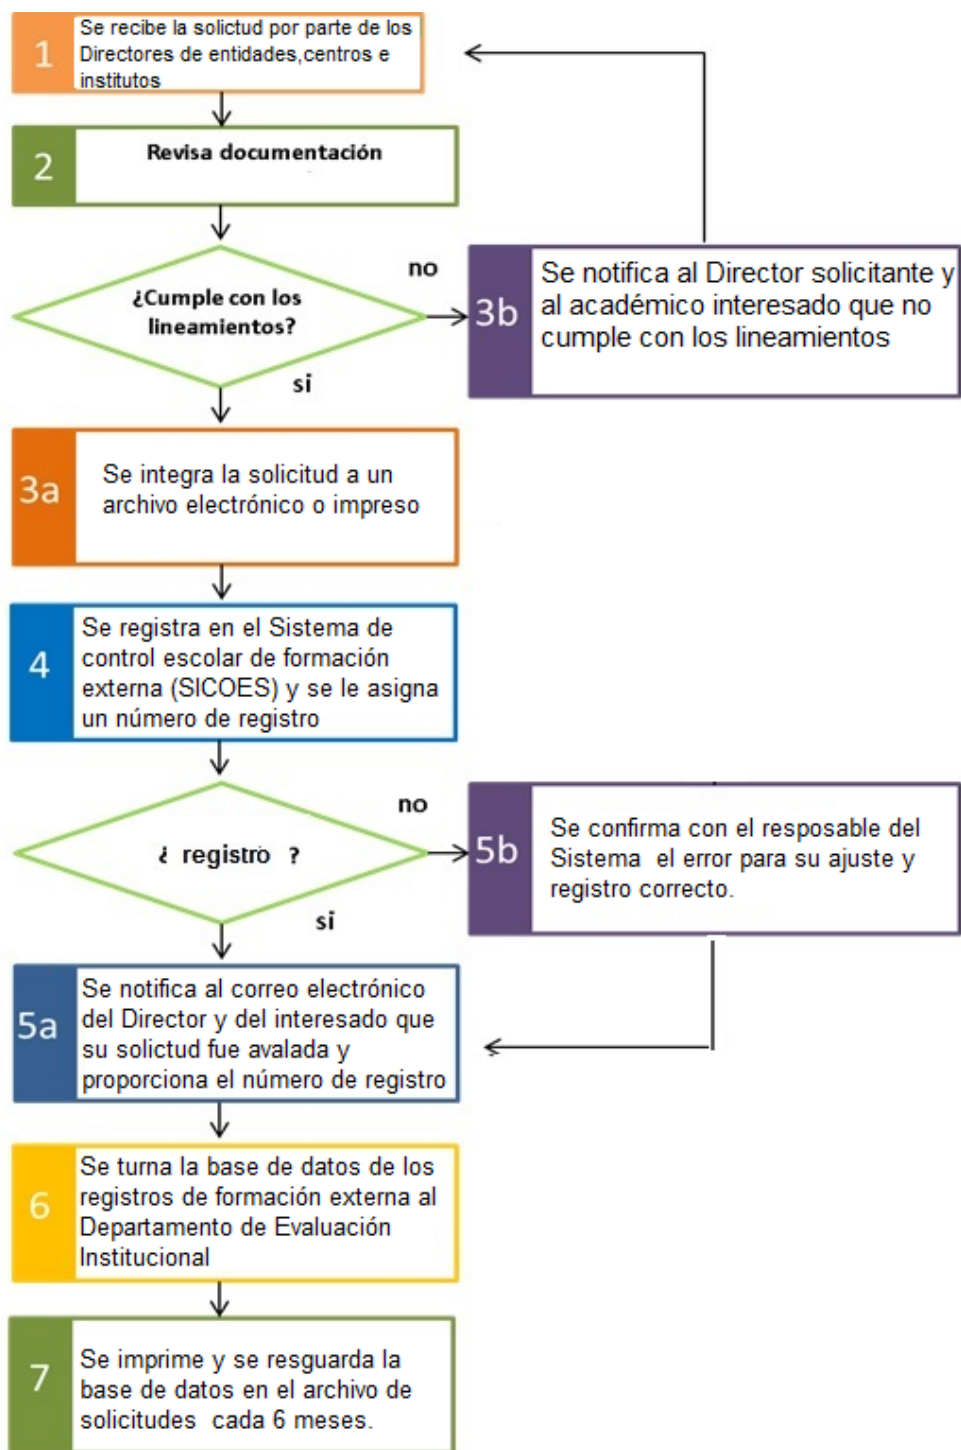 1
Se recibe la solictud por parte de los
Directores de entidades,centros e
institutos
2
Revisa documentación
¿Cumple con los
lineamientos?
no
3b
Se notifica al Director solicitante y
al académico interesado que no
cumple con los lineamientos
si
3a
Se integra la solicitud a un
archivo electrónico o impreso
4
Se registra en el Sistema de
control escolar de formación
externa (SICOES) y se le asigna
un número de registro
¿ registro ?
no
5b
Se confirma con el resposable del
Sistema el error para su ajuste y
registro correcto.
si
5a
Se notifica al correo electrónico
del Director y del interesado que
su solictud fue avalada y
proporciona el número de registro
6
Se turna la base de datos de los
registros de formación externa al
Departamento de Evaluación
Institucional
7
Se imprime y se resguarda la
base de datos en el archivo de
solicitudes cada 6 meses.